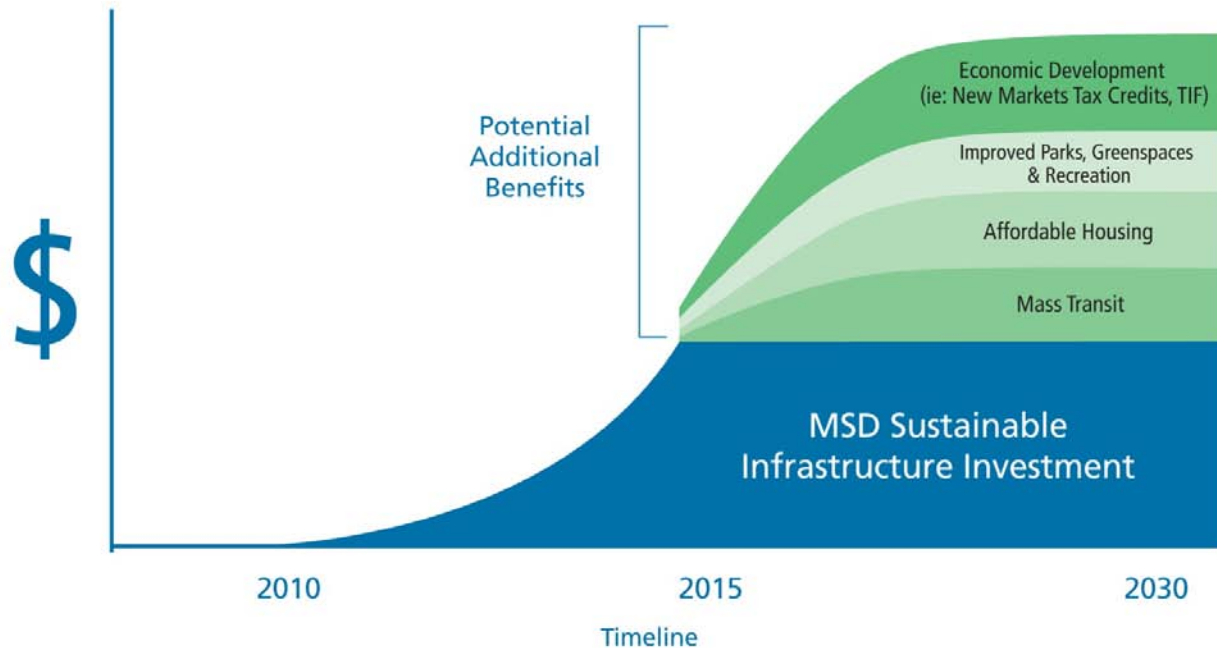 $
Potential
Additional
Benefits
Economic Development
(ie: New Markets Tax Credits, TIF)
Improved Parks, Greenspaces
& Recreation
Affordable Housing
Mass Transit
MSD Sustainable
Infrastructure Investment
2010
2015
2030
Timeline